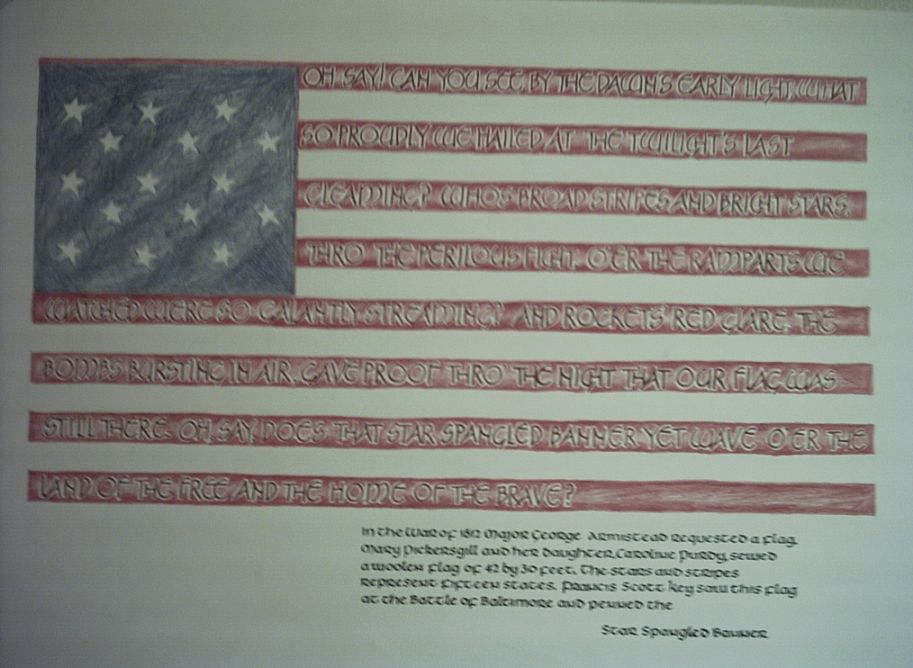 OH, SAY! CAN YOU SEE, BY THE DAWN'S EARLY LIGHT, WHAT
SO PROUDLY WE HAILED AT THE TWILIGHT'S LAST
GLEAMING? WHOS BROAD STRIPES AND BRIGHT STARS,
THRO THE PERILOUS FIGHT, O'ER THE RAMPARTS WE
WATCHED WERE SO GALANTLY STREAMING? AND ROCKETS' RED GLARE, THE
BOMBS BURSTING IN AIR, GAVE PROOF THRO THE NIGHT THAT OUR FLAG WAS
STILL THERE. OH, SAY, DOES THAT STAR SPANGLED BANNER YET WAVE O'ER THE
LAND OF THE FREE AND THE HOME OF THE BRAVE?
In the War of 1812 Major George Armistead requested a flag.
Mary Pickersgill and her daughter, Caroline Purdy, sewed
a woolen flag of 42 by 30 feet. The stars and stripes
represent fifteen states. Francis Scott Key saw this flag
at the Battle of Baltimore and penned the
Star Spangled Banner